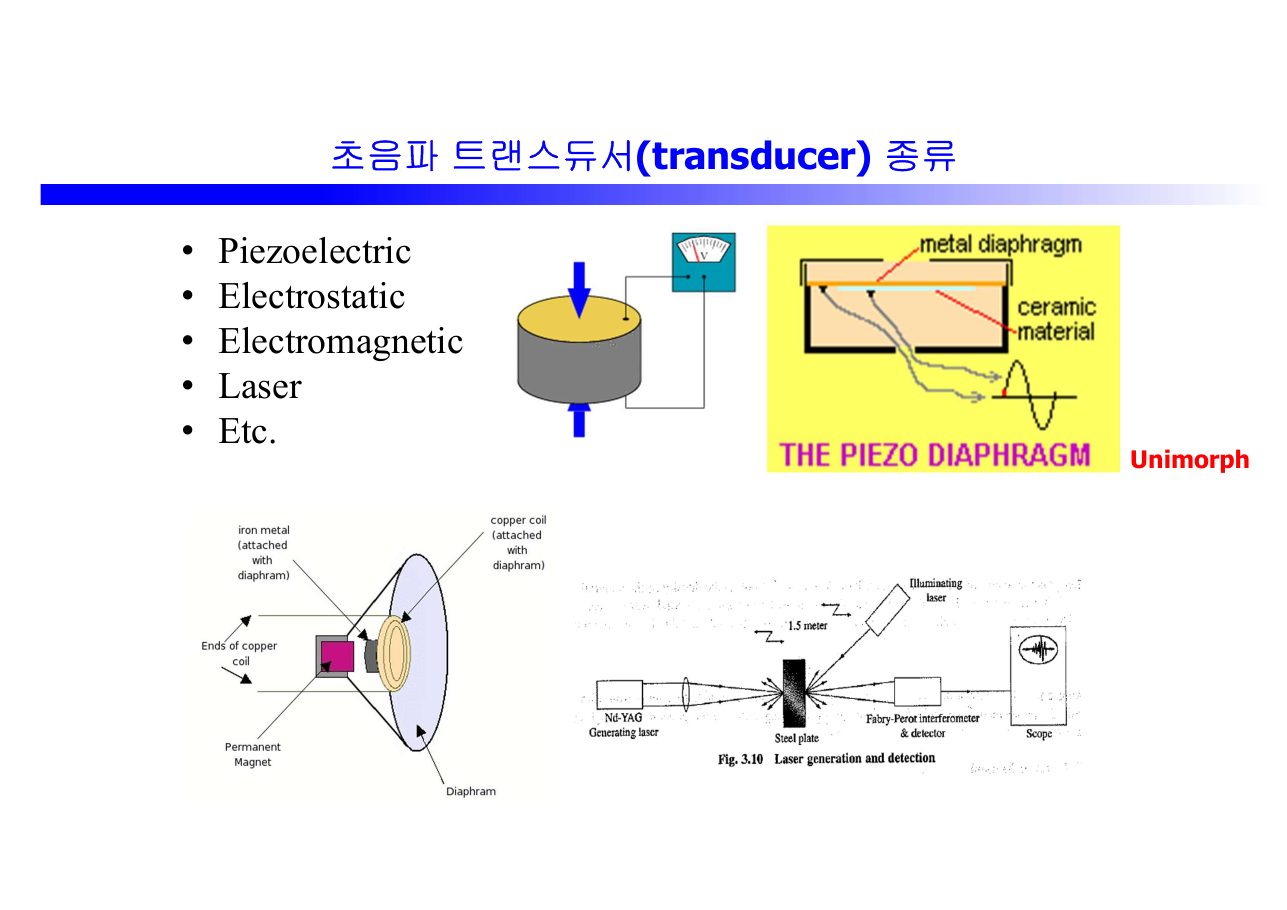 초음파 트랜스듀서(transducer) 종류
• Piezoelectric
• Electrostatic
• Electromagnetic
• Laser
• Etc.
V
metal diaphragm
ceramic
material
THE PIEZO DIAPHRAGM
Unimorph
iron metal
(attached
with
diaphram)
copper coil
(attached
with
diaphram)
Ends of copper
coil
Permanent
Magnet
Diaphram
Illuminating
laser
1.5 meter
Nd-YAG
Generating laser
Steel plate
Fabry-Perot interferometer
& detector
Scope
Fig. 3.10 Laser generation and detection